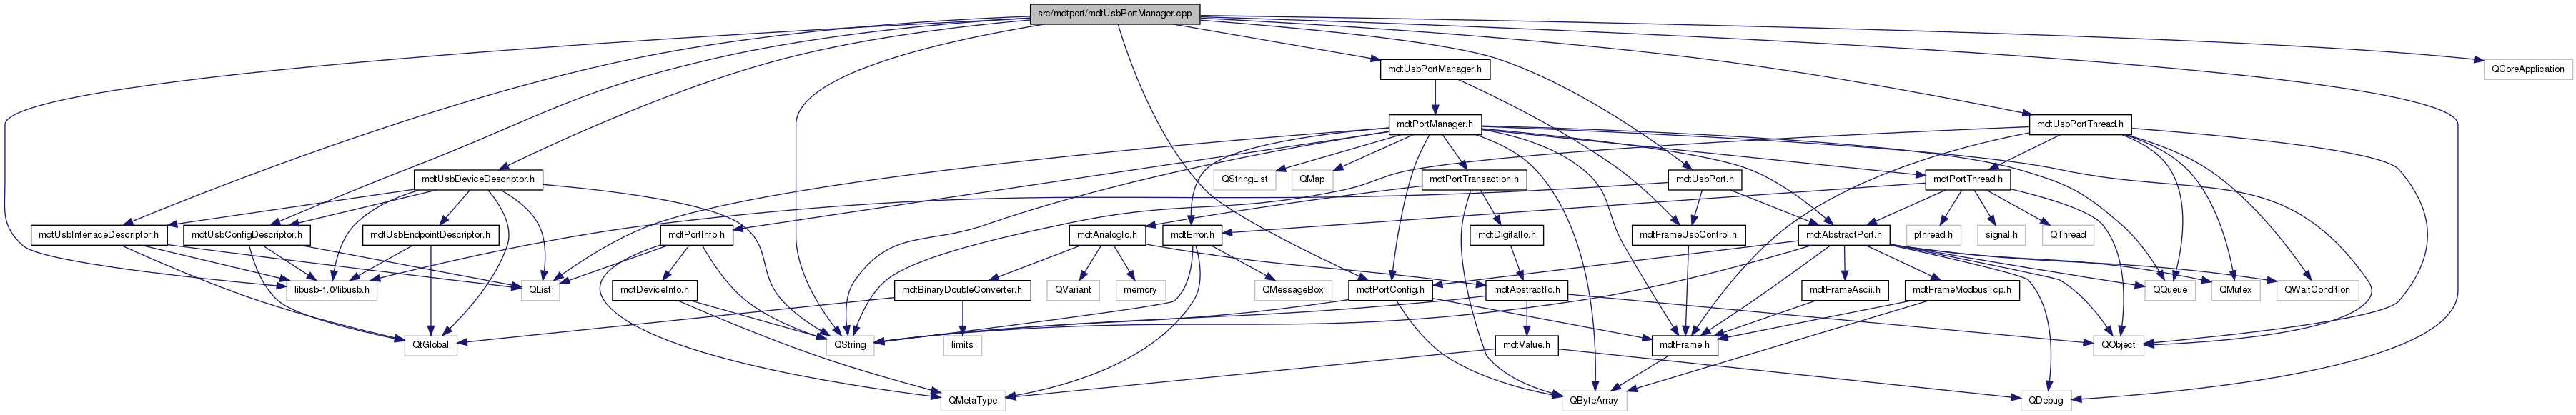 src/mdtport/mdtUsbPortManager.cpp
mdtUsbPortManager.h
QCoreApplication
mdtPortManager.h
mdtUsbPortThread.h
mdtUsbDeviceDescriptor.h
QStringList
QMap
mdtPortTransaction.h
mdtUsbPort.h
mdtPortThread.h
mdtUsbInterfaceDescriptor.h
mdtUsbConfigDescriptor.h
mdtUsbEndpointDescriptor.h
mdtPortInfo.h
mdtAnalogIo.h
mdtError.h
mdtDigitalIo.h
mdtFrameUsbControl.h
mdtAbstractPort.h
pthread.h
signal.h
QThread
libusb-1.0/libusb.h
QList
mdtDeviceInfo.h
mdtBinaryDoubleConverter.h
QVariant
memory
QMessageBox
mdtPortConfig.h
mdtAbstractIo.h
mdtFrameAscii.h
mdtFrameModbusTcp.h
QQueue
QMutex
QWaitCondition
QtGlobal
QString
limits
mdtValue.h
mdtFrame.h
QObject
QMetaType
QByteArray
QDebug